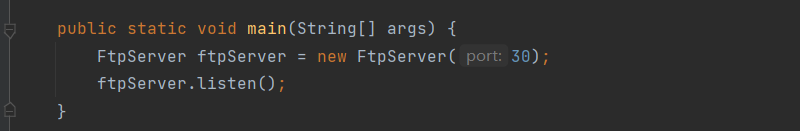 public static void main(String[] args) {
FtpServer ftpServer = new FtpServer( port: 30);
ftpServer.listen();
}